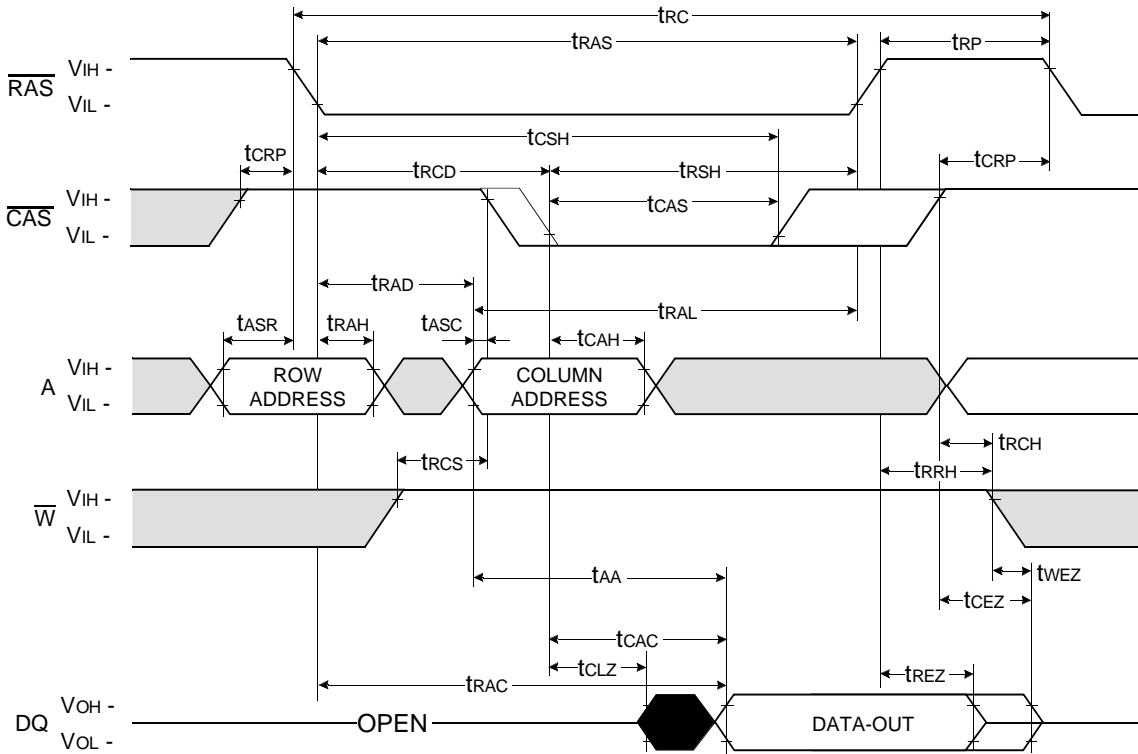 tRC
tRAS
tRP
RAS
VIH -
VIL -
tCSH
tCRP
tRCD
tRSH
tCRP
CAS
VIH -
VIL -
tCAS
tRAD
tRAL
tASR
tRAH
tASC
tCAH
A
VIH -
VIL -
ROW
ADDRESS
COLUMN
ADDRESS
tRCS
tRCH
tRRH
W
VIH -
VIL -
tAA
tWEZ
tCEZ
tCAC
tCLZ
tREZ
tRAC
DQ
VOH -
VOL -
OPEN
DATA-OUT